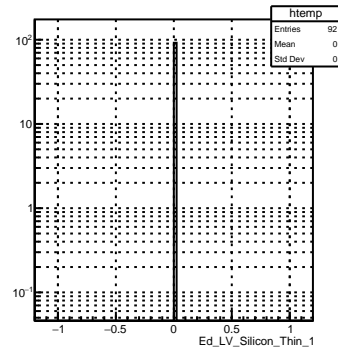 htemp
Entries 92
Mean 0
Std Dev 0
10²
10
1
10⁻¹
−1 −0.5 0 0.5 1
Ed_LV_Silicon_Thin_1